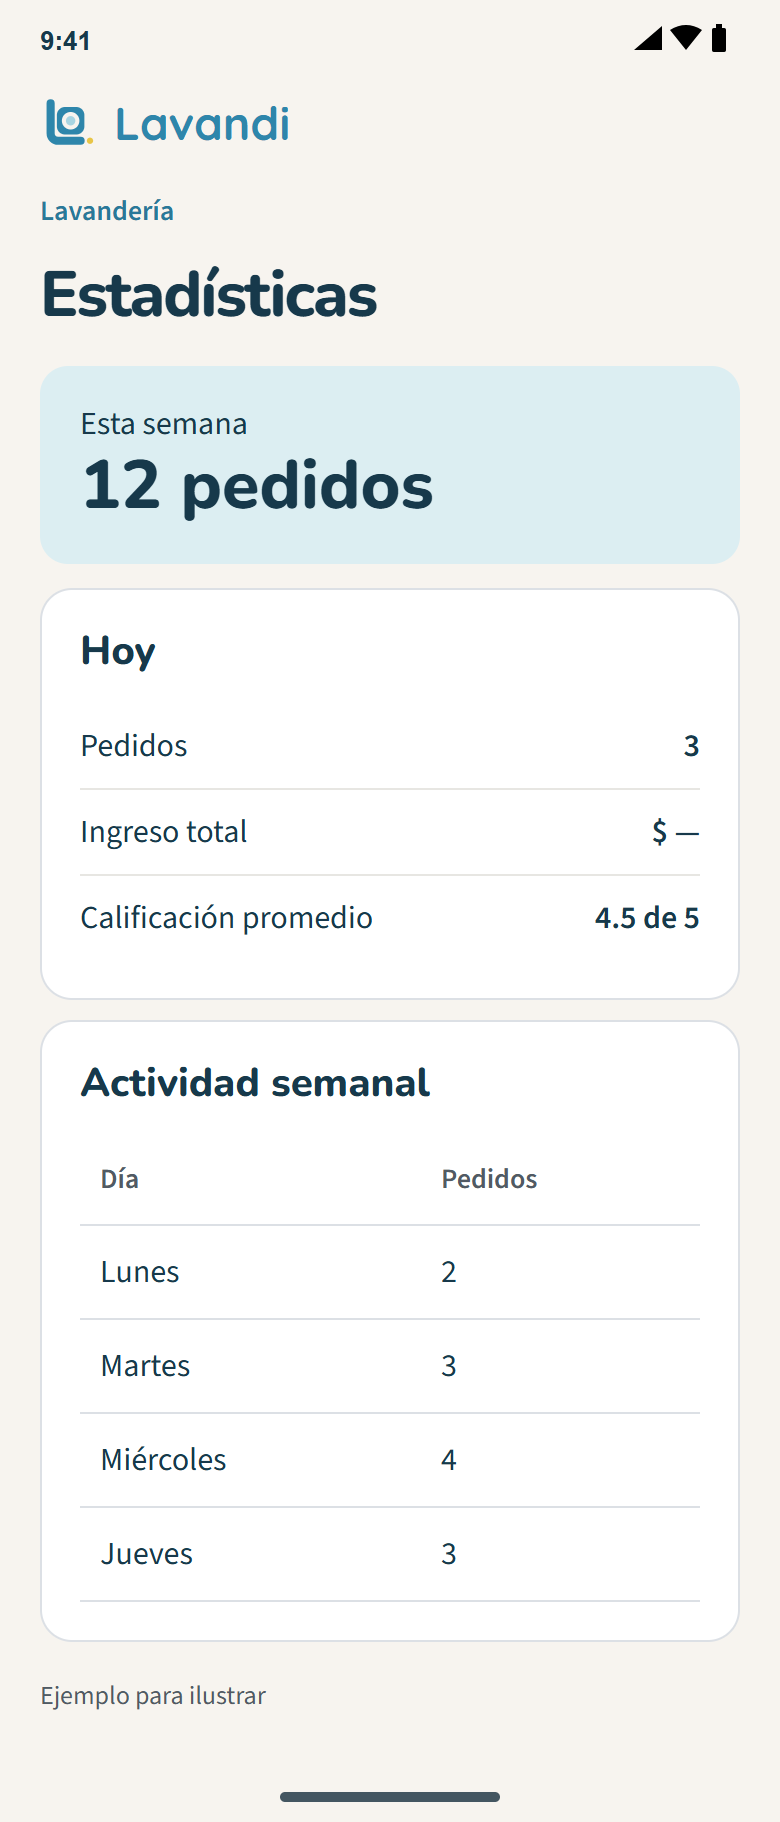 9:41
Lavandi
Lavandería
Estadísticas
Esta semana
12 pedidos
Hoy
Pedidos 3
Ingreso total $ —
Calificación promedio 4.5 de 5
Actividad semanal
Día Pedidos
Lunes 2
Martes 3
Miércoles 4
Jueves 3
Ejemplo para ilustrar